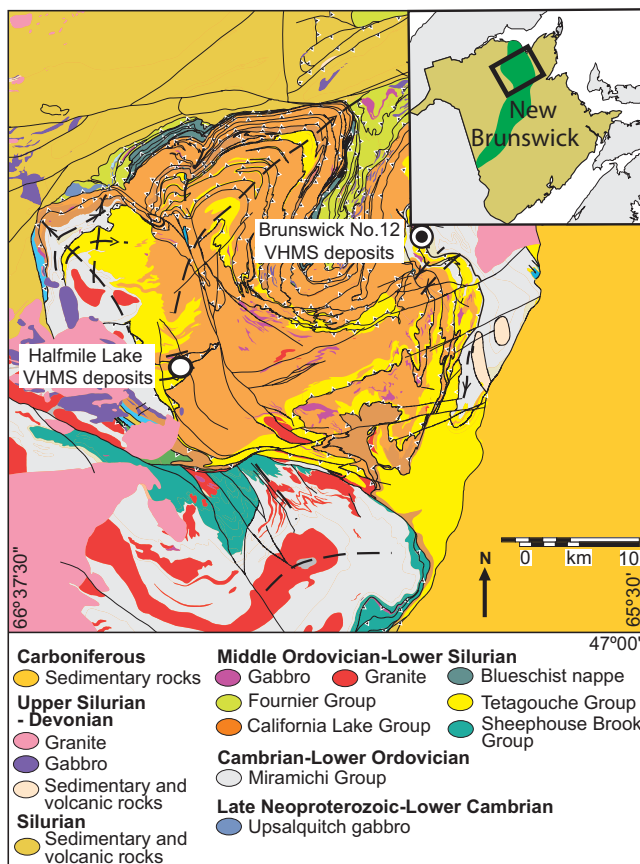 New
Brunswick
Brunswick No.12
VHMS deposits
Halfmile Lake
VHMS deposits
66°37'30"
N
0 km 10
65°30'
47°00'
Carboniferous
Sedimentary rocks
Upper Silurian
- Devonian
Granite
Gabbro
Sedimentary and
volcanic rocks
Silurian
Sedimentary and
volcanic rocks
Middle Ordovician-Lower Silurian
Gabbro
Granite
Blueschist nappe
Fournier Group
Tetagouche Group
California Lake Group
Sheephouse Brook
Group
Cambrian-Lower Ordovician
Miramichi Group
Late Neoproterozoic-Lower Cambrian
Upsalquitch gabbro